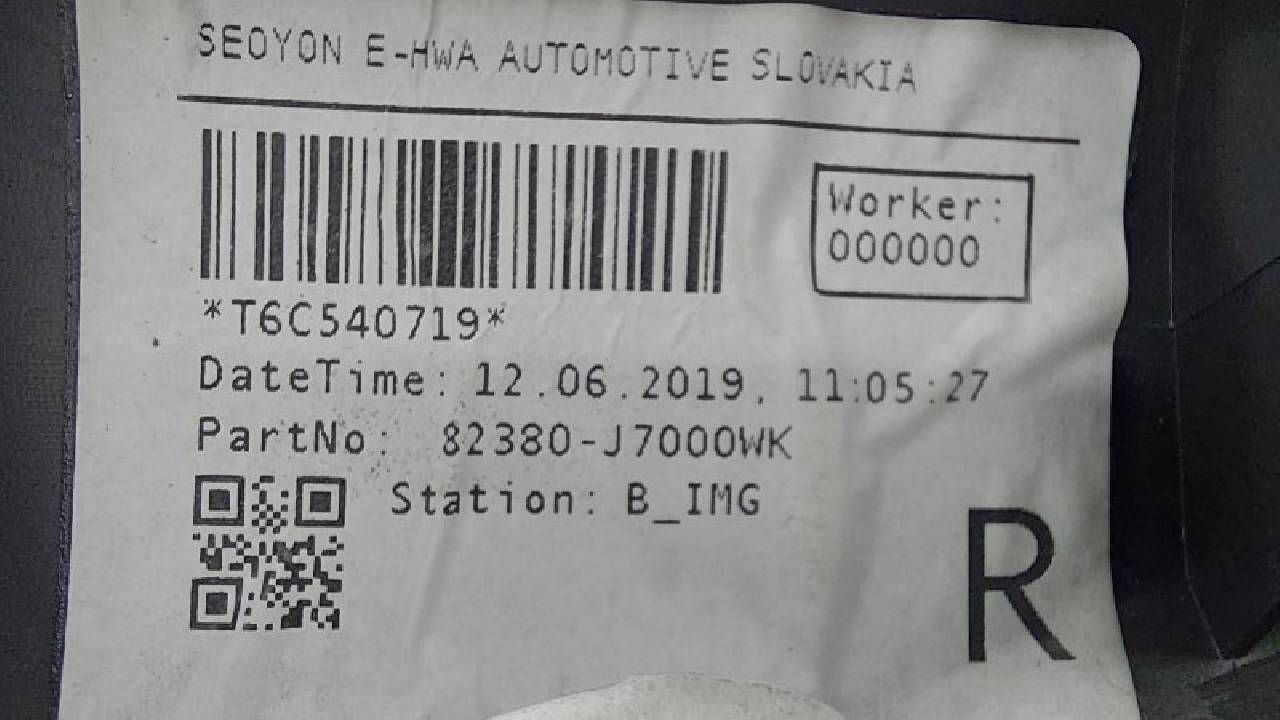 SEOYON E-HWA AUTOMOTIVE SLOVAKIA
Worker:
000000
*T6C540719*
DateTime: 12.06.2019, 11:05:27
PartNo: 82380-J7000WK
Station: B_IMG
R